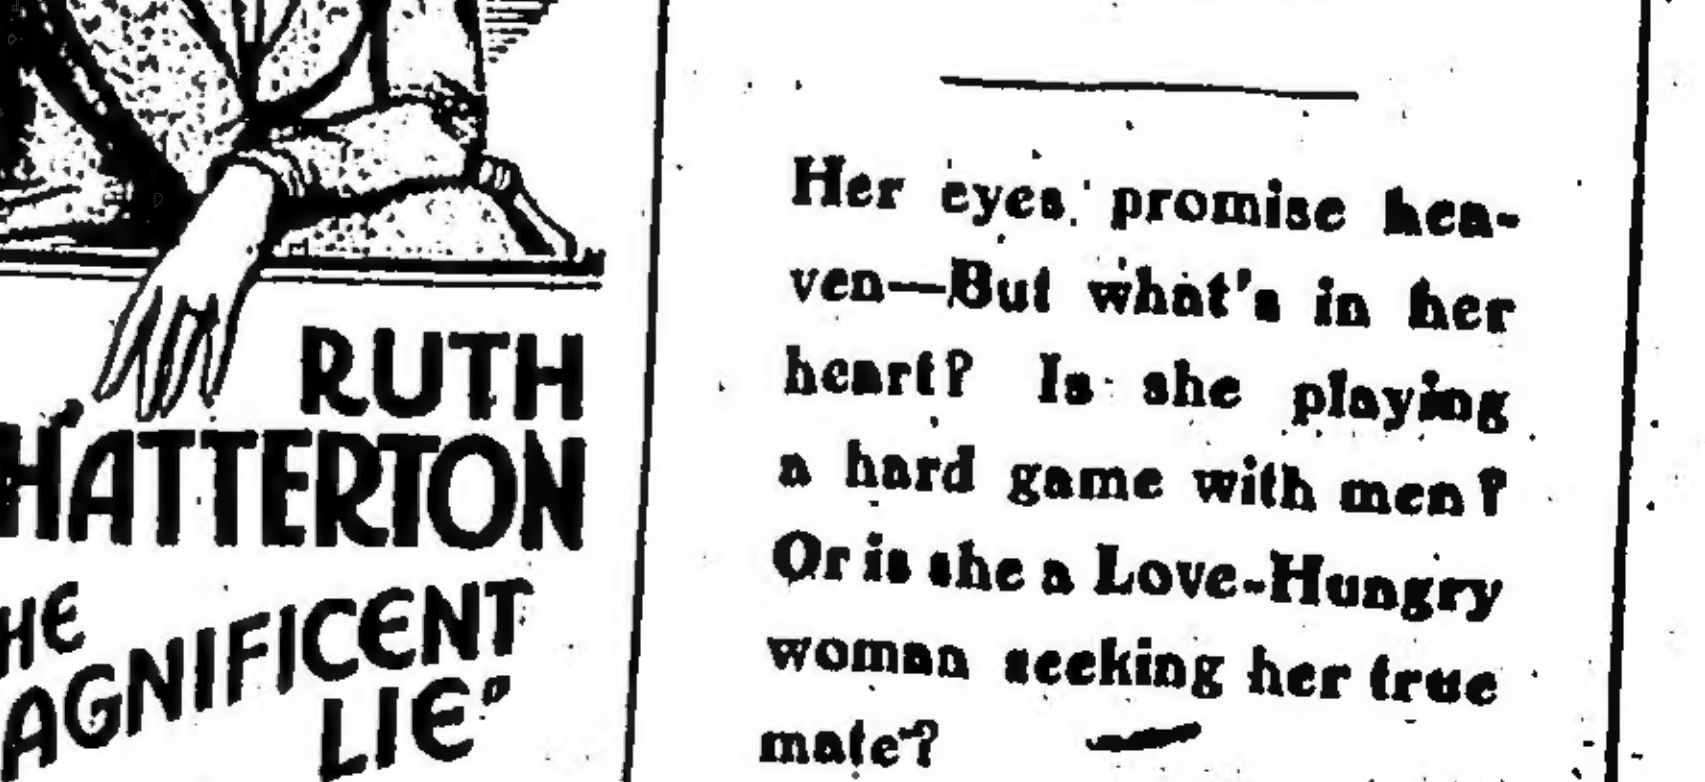 RUTH
HATTERTON
HE
AGNIFICENT
LIE"
Her eyes promise hea-
ven—But what's in her
heart? Is she playing
a hard game with men?
Or is she a Love-Hungry
woman seeking her true
mate?